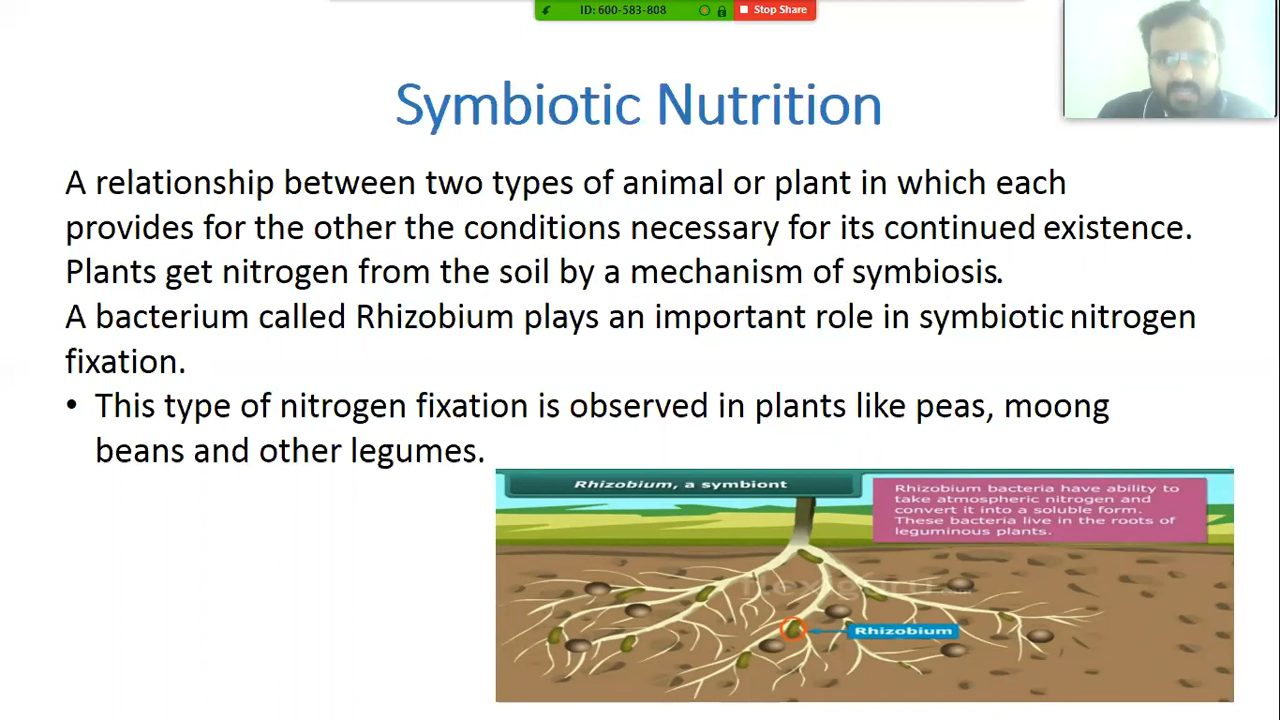 ID: 600-583-808
Stop Share
Symbiotic Nutrition
A relationship between two types of animal or plant in which each
provides for the other the conditions necessary for its continued existence.
Plants get nitrogen from the soil by a mechanism of symbiosis.
A bacterium called Rhizobium plays an important role in symbiotic nitrogen
fixation.
• This type of nitrogen fixation is observed in plants like peas, moong
beans and other legumes.
Rhizobium, a symbiont
Rhizobium bacteria have ability to
take atmospheric nitrogen and
convert it into a soluble form.
These bacteria live in the roots of
leguminous plants.
Rhizobium